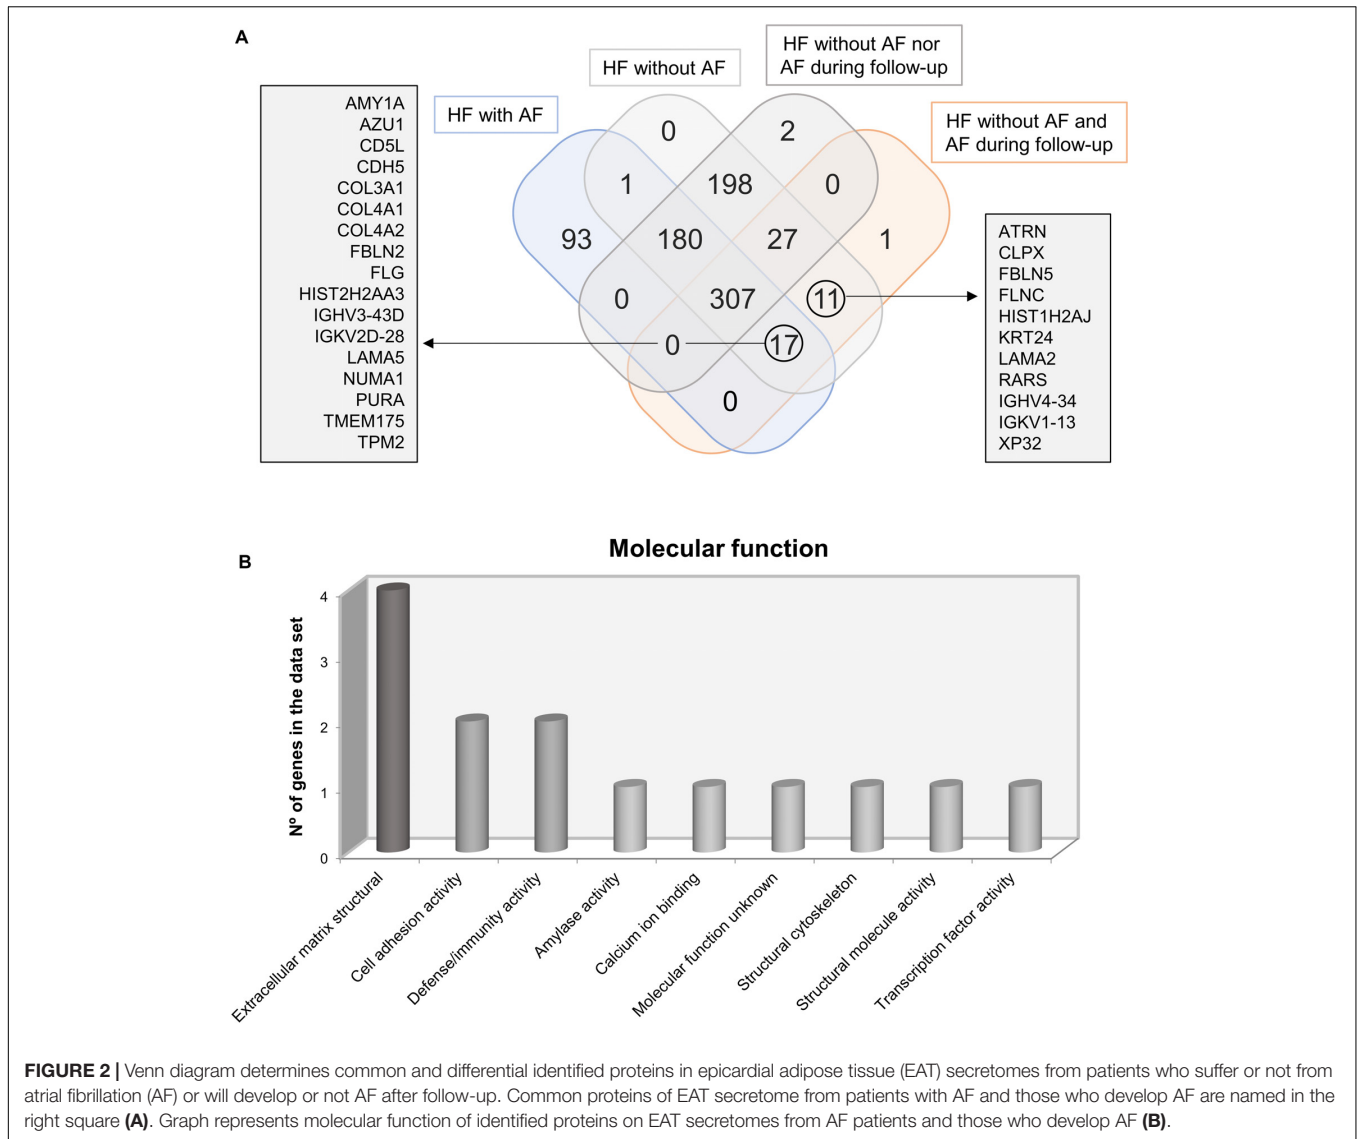 A
HF without AF
HF without AF nor
AF during follow-up
HF with AF
HF without AF and
AF during follow-up
AMY1A
AZU1
CD5L
CDH5
COL3A1
COL4A1
COL4A2
FBLN2
FLG
HIST2H2AA3
IGHV3-43D
IGKV2D-28
LAMA5
NUMA1
PURA
TMEM175
TPM2
0
2
1
198
0
93
180
27
1
0
307
11
0
17
0
ATRN
CLPX
FBLN5
FLNC
HIST1H2AJ
KRT24
LAMA2
RARS
IGHV4-34
IGKV1-13
XP32
B
Molecular function
Nº of genes in the data set
4
3
2
1
0
Extracellular matrix structural
Cell adhesion activity
Defense/immunity activity
Amylase activity
Calcium ion binding
Molecular function unknown
Structural cytoskeleton
Structural molecule activity
Transcription factor activity
FIGURE 2 | Venn diagram determines common and differential identified proteins in epicardial adipose tissue (EAT) secretomes from patients who suffer or not from
atrial fibrillation (AF) or will develop or not AF after follow-up. Common proteins of EAT secretome from patients with AF and those who develop AF are named in the
right square (A). Graph represents molecular function of identified proteins on EAT secretomes from AF patients and those who develop AF (B).